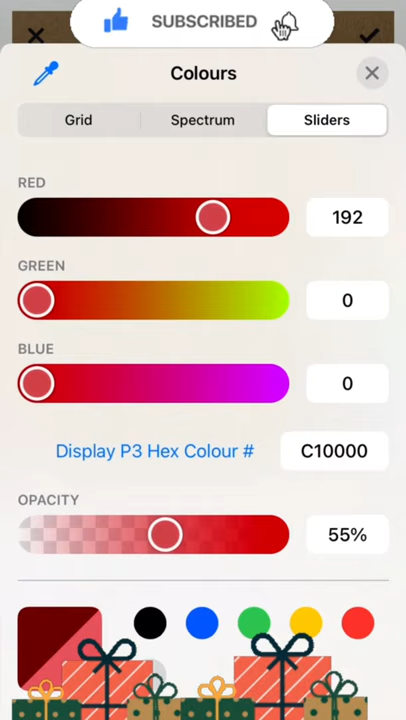 SUBSCRIBED
Colours
Grid Spectrum Sliders
RED
192
GREEN
0
BLUE
0
Display P3 Hex Colour # C10000
OPACITY
55%